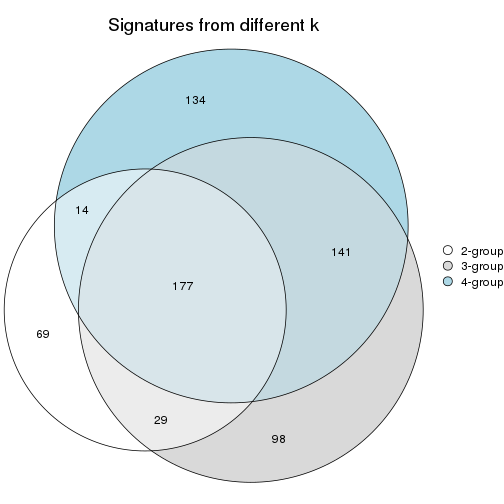 Signatures from different k
134
14
141
177
69
29
98
2-group
3-group
4-group